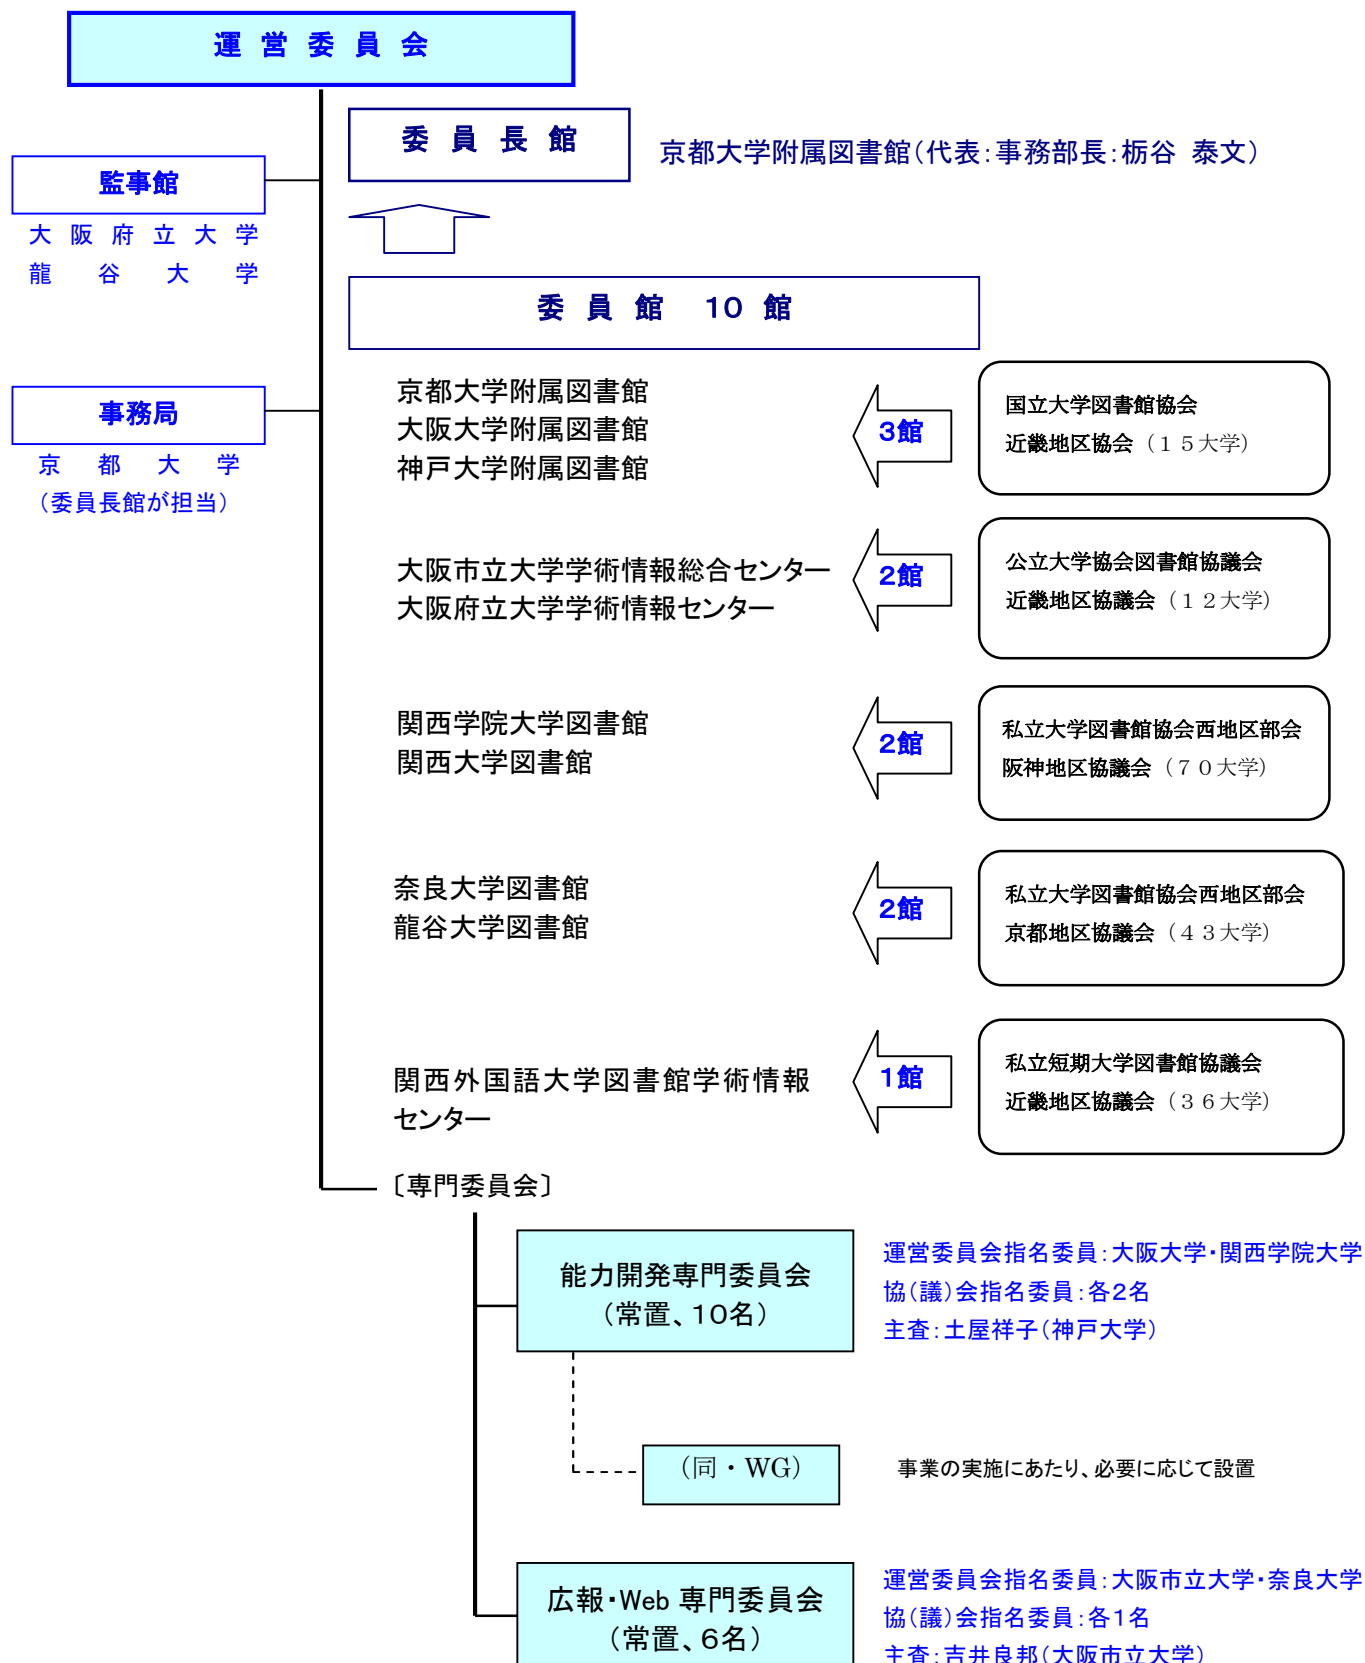 運営委員会
委員長館
京都大学附属図書館（代表：事務部長：栃谷 泰文）
監事館
大阪府立大学
龍谷大学
委員館 １０館
事務局
京都大学
（委員長館が担当）
京都大学附属図書館
大阪大学附属図書館
神戸大学附属図書館
３館
国立大学図書館協会
近畿地区協会（１５大学）
大阪市立大学学術情報総合センター
大阪府立大学学術情報センター
２館
公立大学協会図書館協議会
近畿地区協議会（１２大学）
関西学院大学図書館
関西大学図書館
２館
私立大学図書館協会西地区部会
阪神地区協議会（７０大学）
奈良大学図書館
龍谷大学図書館
２館
私立大学図書館協会西地区部会
京都地区協議会（４３大学）
関西外国語大学図書館学術情報
センター
１館
私立短期大学図書館協議会
近畿地区協議会（３６大学）
〔専門委員会〕
能力開発専門委員会
（常置、１０名）
運営委員会指名委員：大阪大学・関西学院大学
協（議）会指名委員：各２名
主査：土屋祥子（神戸大学）
（同・WG）
事業の実施にあたり、必要に応じて設置
広報・Web 専門委員会
（常置、６名）
運営委員会指名委員：大阪市立大学・奈良大学
協（議）会指名委員：各１名
主査：吉井良邦（大阪市立大学）